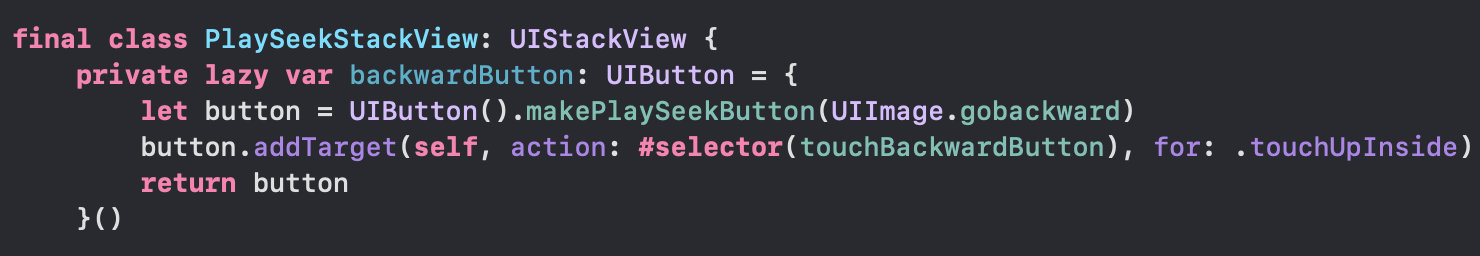 final class PlaySeekStackView: UIStackView {
    private lazy var backwardButton: UIButton = {
        let button = UIButton().makePlaySeekButton(UIImage.gobackward)
        button.addTarget(self, action: #selector(touchBackwardButton), for: .touchUpInside)
        return button
    }()